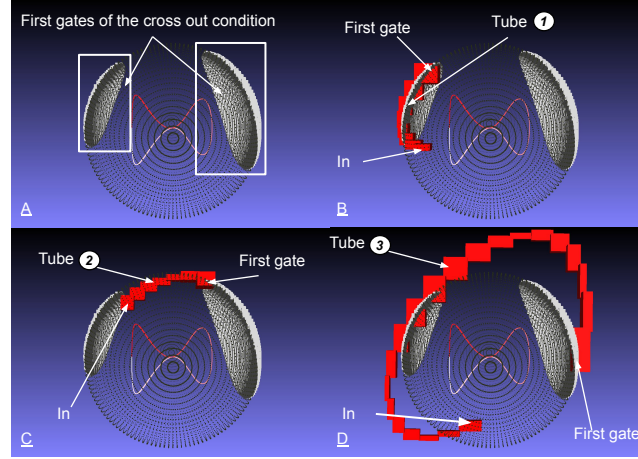 First gates of the cross out condition
A
Tube 1
First gate
In
B
Tube 2
First gate
In
C
Tube 3
In
First gate
D